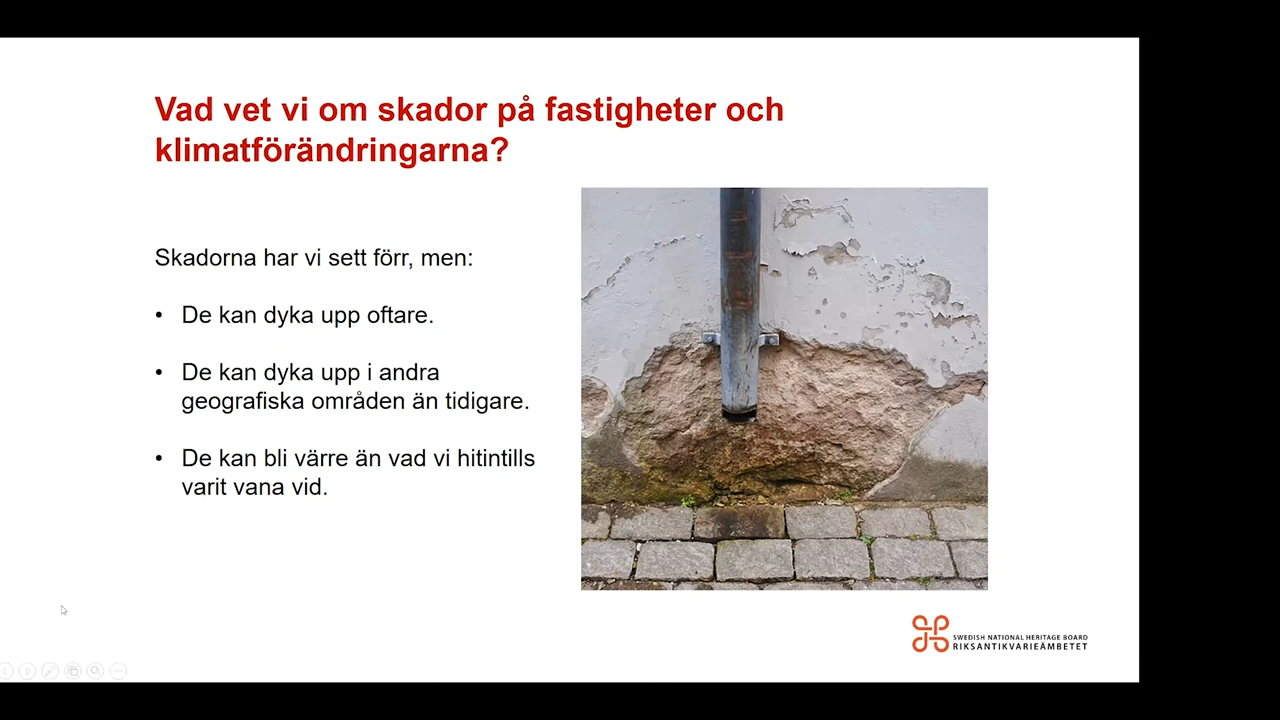 Vad vet vi om skador på fastigheter och
klimatförändringarna?
Skadorna har vi sett förr, men:
• De kan dyka upp oftare.
• De kan dyka upp i andra
geografiska områden än tidigare.
• De kan bli värre än vad vi hitintills
varit vana vid.
SWEDISH NATIONAL HERITAGE BOARD
RIKSANTIKVARIEÄMBETET